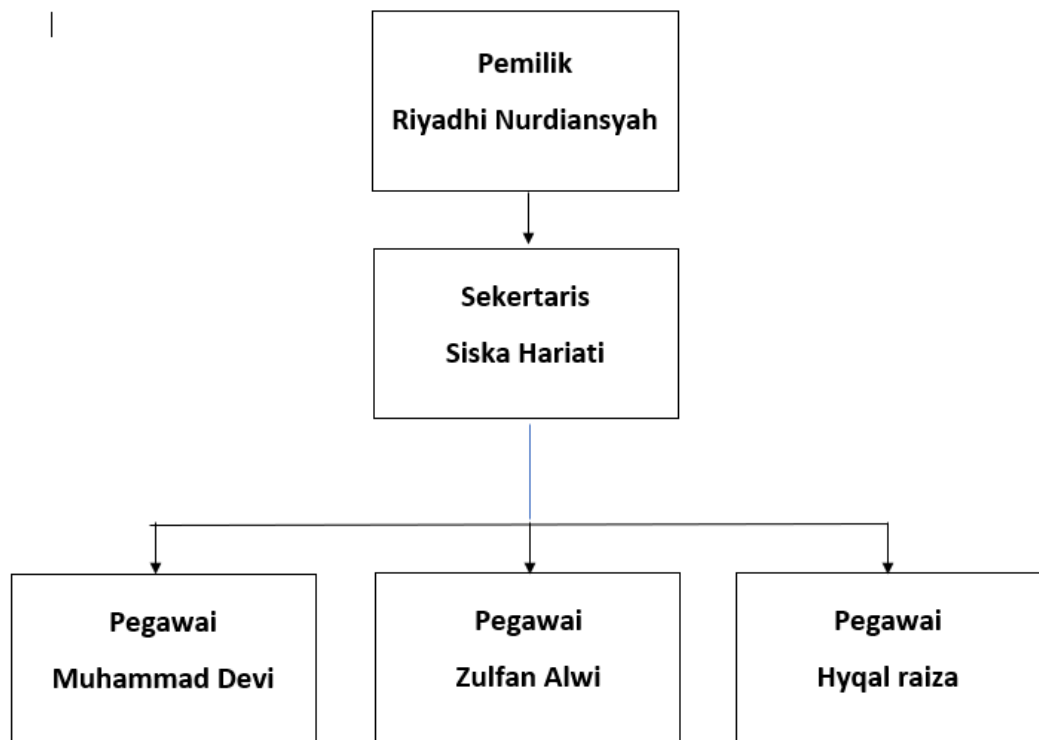 Pemilik
Riyadhi Nurdiansyah
Sekertaris
Siska Hariati
Pegawai
Muhammad Devi
Pegawai
Zulfan Alwi
Pegawai
Hyqal raiza